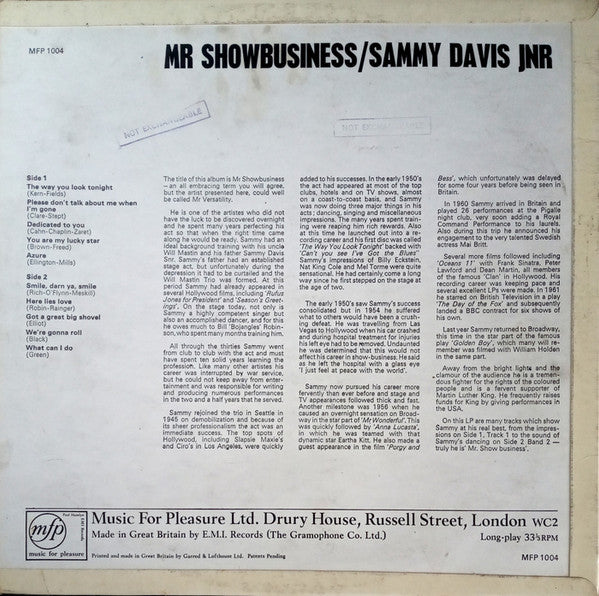 MFP 1004
MR SHOWBUSINESS/SAMMY DAVIS JNR
NOT EXCHANGEABLE
NOT EXCHANGEABLE
Side 1
The way you look tonight
(Kern-Fields)
Please don't talk about me when
I'm gone
(Clare-Stept)
Dedicated to you
(Cahn-Chaplin-Zaret)
You are my lucky star
(Brown-Freed)
Azure
(Ellington-Mills)
Side 2
Smile, darn ya, smile
(Rich-O'Flynn-Meskill)
Here lies love
(Robin-Rainger)
Got a great big shovel
(Elliot)
We're gonna roll
(Black)
What can I do
(Green)
The title of this album is Mr Showbusiness
– an all embracing term you will agree,
but the artist presented here, could well
be called Mr Versatility.
He is one of the artistes who did not
have the luck to be discovered overnight
and he spent many years perfecting his
act so that when the right time came
along he would be ready. Sammy had an
ideal background training with his uncle
Will Mastin and his father Sammy Davis
Snr. Sammy's father had an established
stage act, but unfortunately during the
depression it had to be curtailed and the
Will Mastin Trio was formed. At this
period Sammy had already appeared in
several Hollywood films, including Rufus
Jones for President' and 'Season's Greet-
ings'. On the stage today, not only is
Sammy a highly competent singer but
also an accomplished dancer, and for this
he owes much to Bill 'Bojangles' Robin-
son, who spent many months training him.
All through the thirties Sammy went
from club to club with the act and must
have spent ten solid years learning the
profession. Like many other artistes his
career was interrupted by war service,
but he could not keep away from enter-
tainment and was responsible for writing
and producing numerous performances
in the two and a half years that he served.
Sammy rejoined the trio in Seattle in
1945 on demobilization and because of
its sheer professionalism the act was an
immediate success. The top spots of
Hollywood, including Slapsie Maxie's
and Ciro's in Los Angeles, were quickly
added to his successes. In the early 1950's
the act had appeared at most of the top
clubs, hotels and on TV shows, almost
on a coast-to-coast basis, and Sammy
was now doing three major things in his
acts; dancing, singing and miscellaneous
impressions. The many years spent train-
ing were reaping him rich rewards. Also
at this time he launched out into a re-
cording career and his first disc was called
'The Way You Look Tonight' backed with
'Can't you see I've Got the Blues'
Sammy's impressions of Billy Eckstein,
Nat King Cole and Mel Torme were quite
sensational. He had certainly come a long
way since he first stepped on the stage at
the age of two.
The early 1950's saw Sammy's success
consolidated but in 1954 he suffered
what to others would have been a crush-
ing defeat. He was travelling from Las
Vegas to Hollywood when his car crashed
and during hospital treatment for injuries
his left eye had to be removed. Undaunted
he was determined that this would not
affect his career in show-business. He said
as he left the hospital with a glass eye
'I just feel at peace with the world'.
Sammy now pursued his career more
fervently than ever before and stage and
TV appearances followed thick and fast.
Another milestone was 1956 when he
caused an overnight sensation on Broad-
way in the star part of 'Mr Wonderful'. This
was quickly followed by 'Anna Lucasta',
in which he was teamed with that
dynamic star Eartha Kitt. He also made a
guest appearance in the film 'Porgy and
Bess', which unfortunately was delayed
for some four years before being seen in
Britain.
In 1960 Sammy arrived in Britain and
played 26 performances at the Pigalle
night club, very soon adding a Royal
Command Performance to his laurels.
Also during this trip he announced his
engagement to the very talented Swedish
actress Mai Britt.
Several more films followed including
'Oceans 11' with Frank Sinatra, Peter
Lawford and Dean Martin, all members
of the famous 'Clan' in Hollywood. His
recording career was keeping pace and
several excellent LPs were made. In 1961
he starred on British Television in a play
'The Day of the Fox' and subsequently
landed a BBC contract for six shows of
his own.
Last year Sammy returned to Broadway,
this time in the star part of the famous
play 'Golden Boy', which many will re-
member was filmed with William Holden
in the same part.
Away from the bright lights and the
glamour of the audience he is a tremen-
dous fighter for the rights of the coloured
people and is a fervent supporter of
Martin Luther King. He frequently raises
funds for King by giving performances in
the USA.
On this LP are many tracks which show
Sammy at his real best, from the impres-
sions on Side 1, Track 1 to the sound of
Sammy's dancing on Side 2 Band 2 –
truly he is 'Mr. Show business'.
mfp
music for pleasure
Paul Hamlyn
EMI Records
Music For Pleasure Ltd. Drury House, Russell Street, London WC2
Made in Great Britain by E.M.I. Records (The Gramophone Co. Ltd.)
Long-play 33⅓RPM
Printed and made in Great Britain by Garrod & Lofthouse Ltd. Patents Pending
MFP 1004